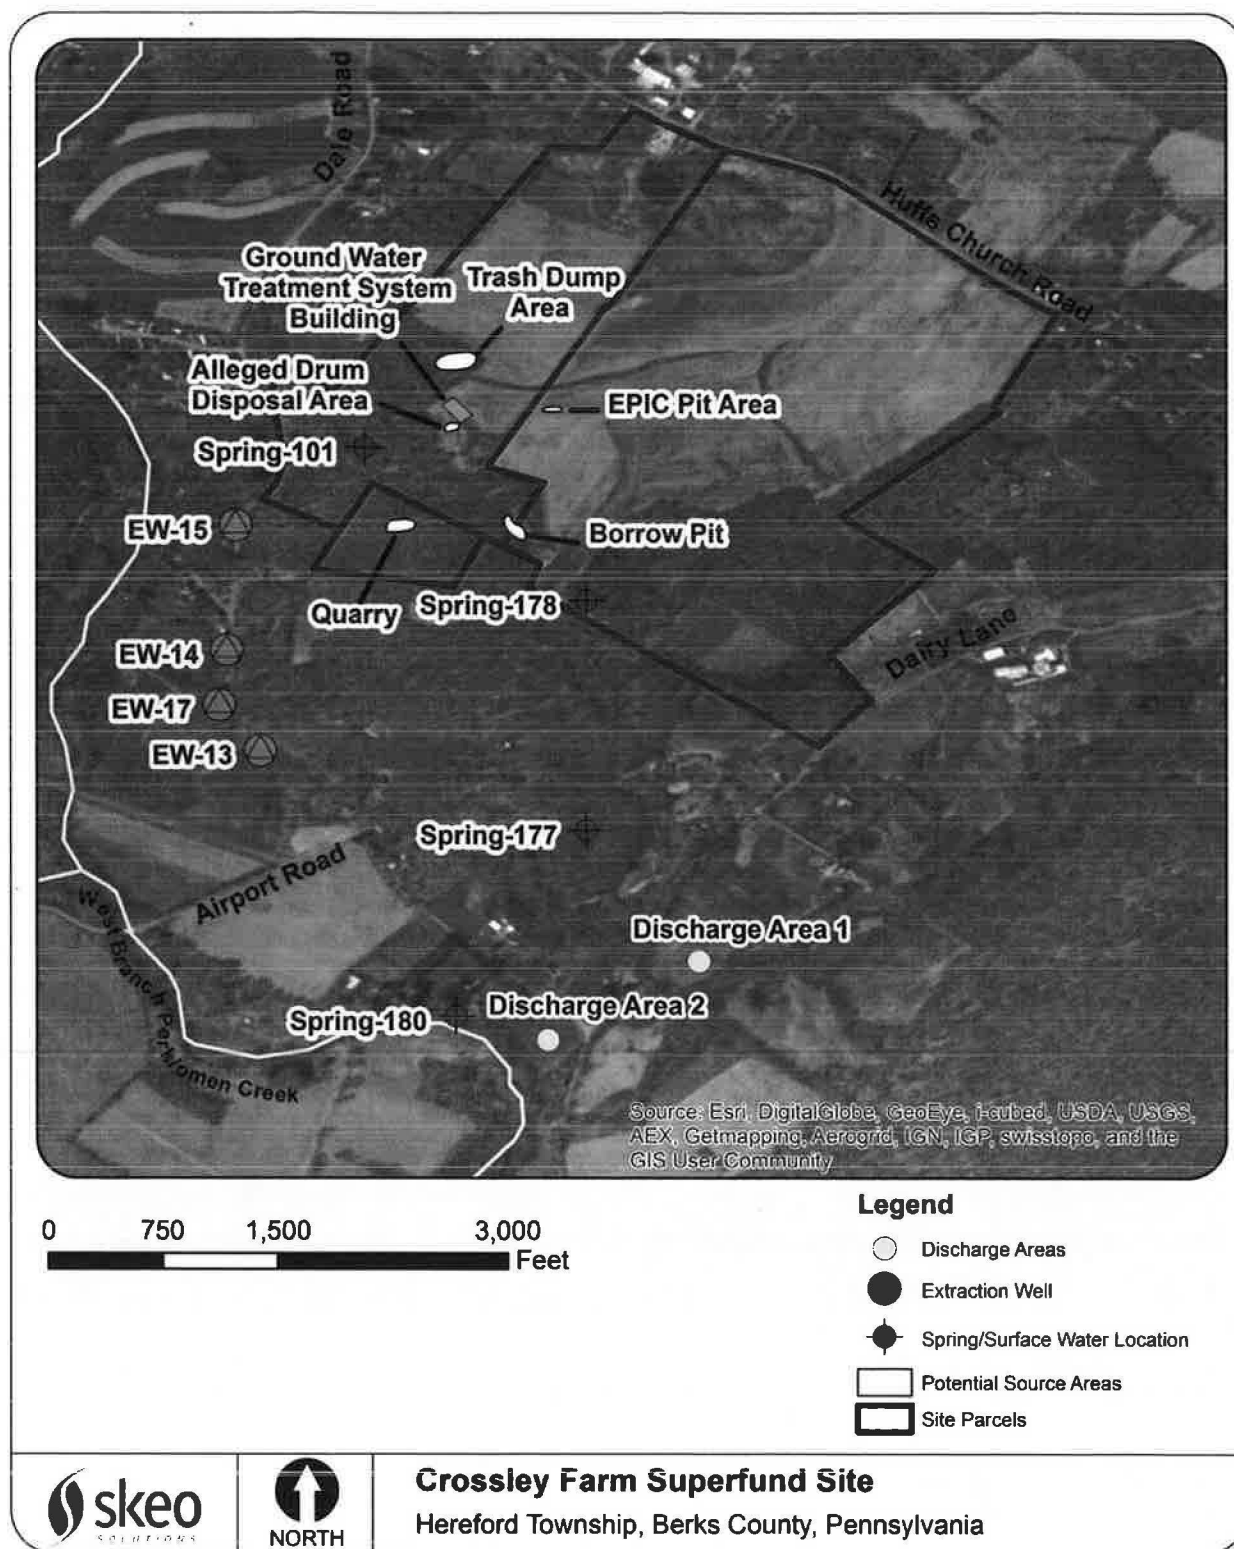 Dale Road
Huffs Church Road
Ground Water
Treatment System
Building
Trash Dump
Area
Alleged Drum
Disposal Area
EPIC Pit Area
Spring-101
EW-15
Borrow Pit
Quarry
Spring-178
EW-14
Dairy Lane
EW-17
EW-13
Spring-177
Airport Road
West Branch Perkiomen Creek
Discharge Area 1
Discharge Area 2
Spring-180
Source: Esri, DigitalGlobe, GeoEye, i-cubed, USDA, USGS,
AEX, Getmapping, Aerogrid, IGN, IGP, swisstopo, and the
GIS User Community
0 750 1,500 3,000
Feet
Legend
Discharge Areas
Extraction Well
Spring/Surface Water Location
Potential Source Areas
Site Parcels
skeo
SOLUTIONS
NORTH
Crossley Farm Superfund Site
Hereford Township, Berks County, Pennsylvania